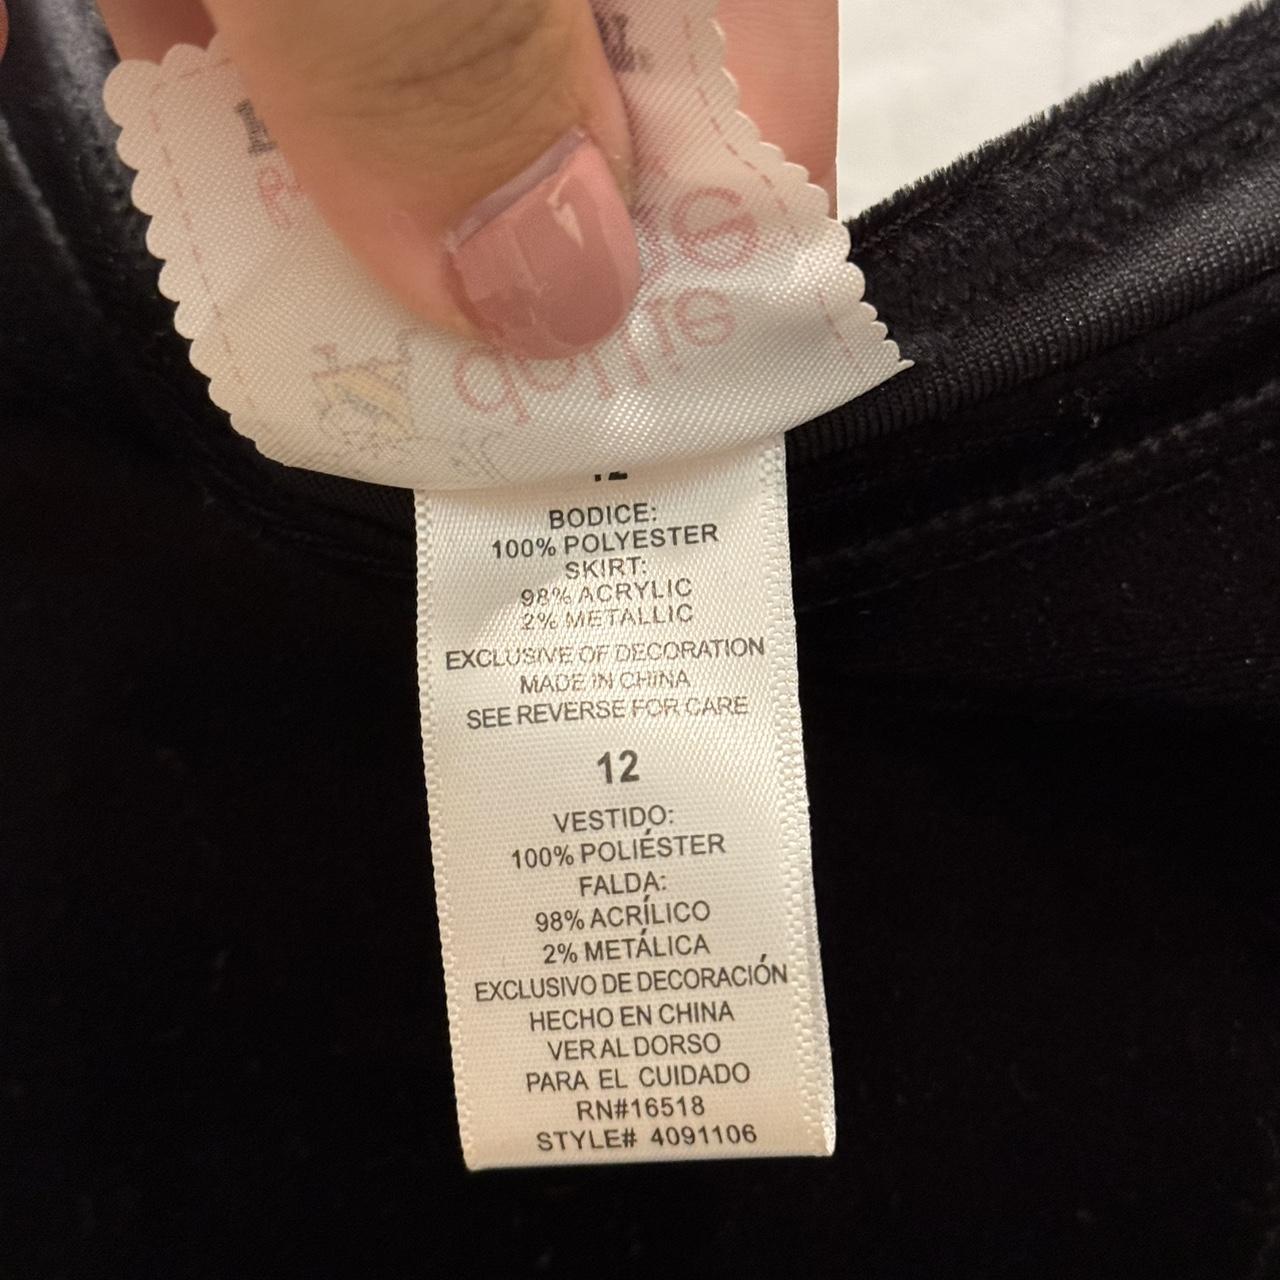 dollie
12
BODICE:
100% POLYESTER
SKIRT:
98% ACRYLIC
2% METALLIC
EXCLUSIVE OF DECORATION
MADE IN CHINA
SEE REVERSE FOR CARE
12
VESTIDO:
100% POLIÉSTER
FALDA:
98% ACRÍLICO
2% METÁLICA
EXCLUSIVO DE DECORACIÓN
HECHO EN CHINA
VER AL DORSO
PARA EL CUIDADO
RN#16518
STYLE# 4091106